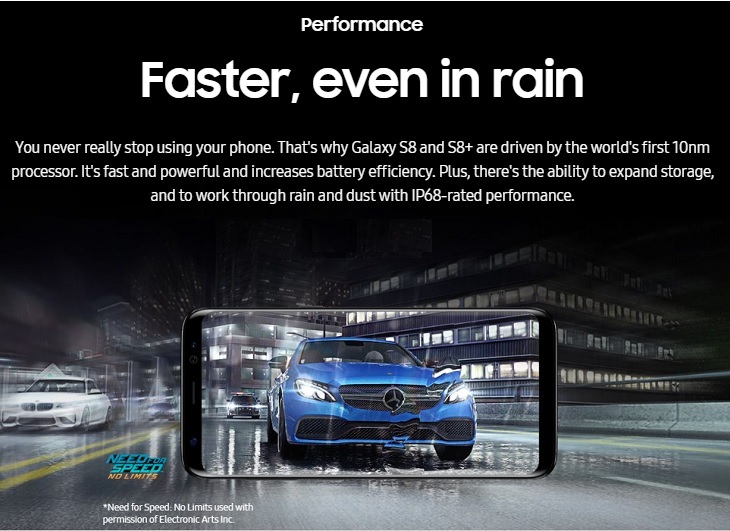 Performance
Faster, even in rain
You never really stop using your phone. That's why Galaxy S8 and S8+ are driven by the world's first 10nm
processor. It's fast and powerful and increases battery efficiency. Plus, there's the ability to expand storage,
and to work through rain and dust with IP68-rated performance.
NEED FOR
SPEED
NO LIMITS
*Need for Speed: No Limits used with
permission of Electronic Arts Inc.